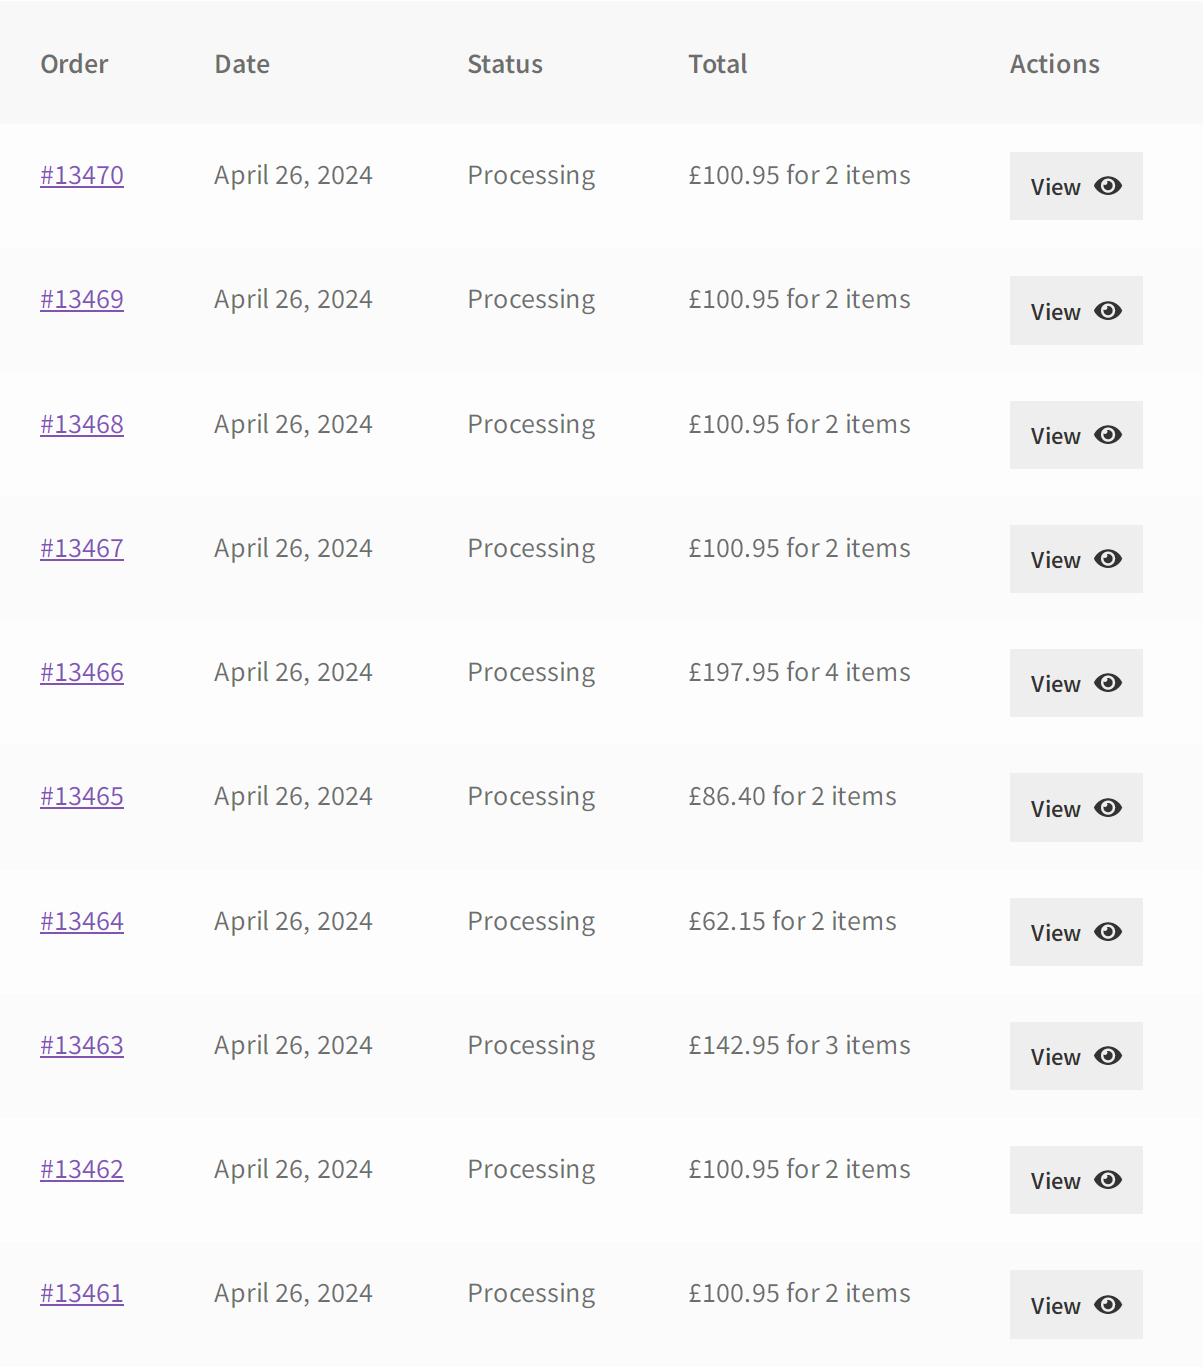 Order Date Status Total Actions
#13470 April 26, 2024 Processing £100.95 for 2 items View
#13469 April 26, 2024 Processing £100.95 for 2 items View
#13468 April 26, 2024 Processing £100.95 for 2 items View
#13467 April 26, 2024 Processing £100.95 for 2 items View
#13466 April 26, 2024 Processing £197.95 for 4 items View
#13465 April 26, 2024 Processing £86.40 for 2 items View
#13464 April 26, 2024 Processing £62.15 for 2 items View
#13463 April 26, 2024 Processing £142.95 for 3 items View
#13462 April 26, 2024 Processing £100.95 for 2 items View
#13461 April 26, 2024 Processing £100.95 for 2 items View